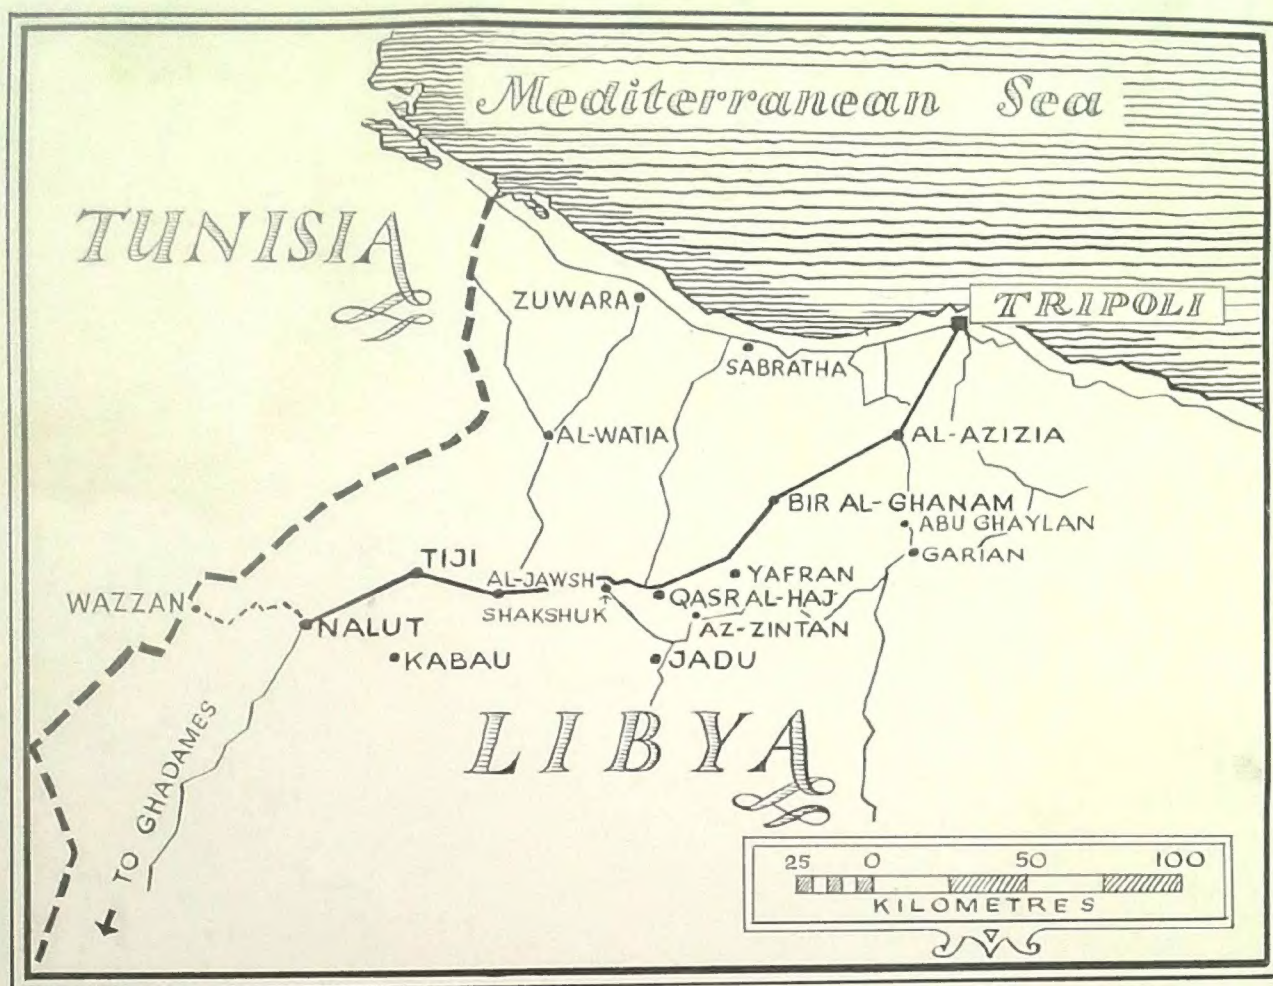 Mediterranean Sea
TUNISIA
ZUWARA
TRIPOLI
SABRATHA
AL-WATIA
AL-AZIZIA
BIR AL-GHANAM
ABU GHAYLAN
GARIAN
TIJI
AL-JAWSH
YAFRAN
WAZZAN
SHAKSHUK
QASR AL-HAJ
NALUT
AZ-ZINTAN
KABAU
JADU
LIBYA
TO GHADAMES
25 0 50 100
KILOMETRES